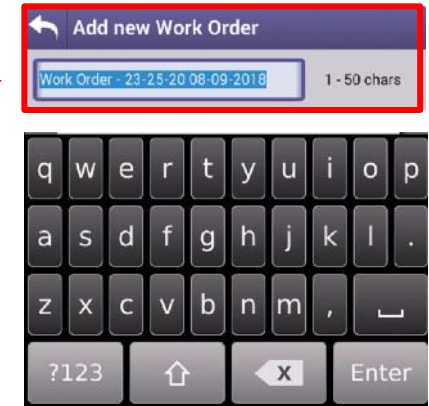 Add new Work Order
Work Order - 23-25-20 08-09-2018 1 - 50 chars
q w e r t y u i o p
a s d f g h j k l .
z x c v b n m ,
?123 X Enter